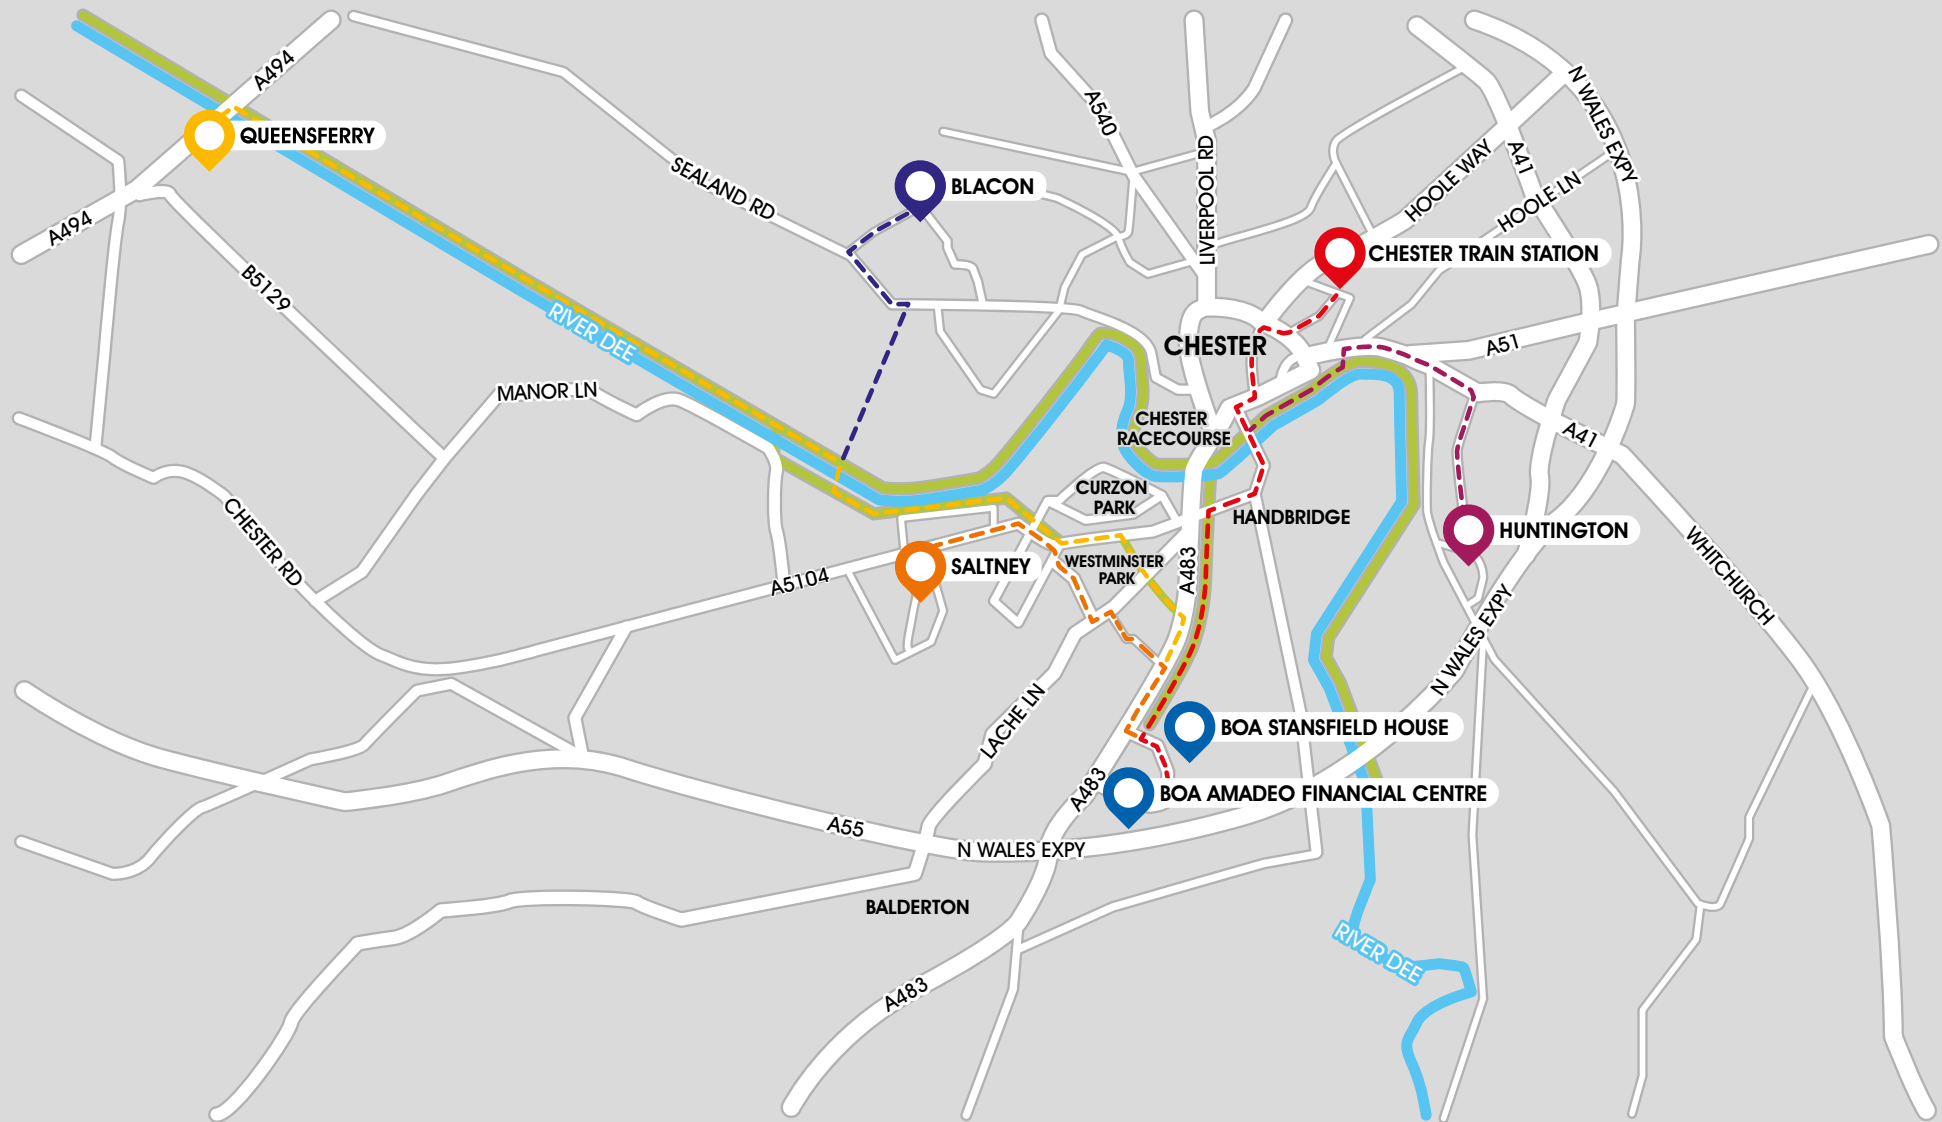 A494
QUEENSFERRY
A494
SEALAND RD
BLACON
A540
LIVERPOOL RD
HOOLE WAY
A41
N WALES EXPY
HOOLE LN
CHESTER TRAIN STATION
B5129
RIVER DEE
MANOR LN
CHESTER
A51
CHESTER
RACECOURSE
A41
CURZON
PARK
HANDBRIDGE
HUNTINGTON
CHESTER RD
SALTNEY
A5104
WESTMINSTER
PARK
A483
WHITCHURCH
N WALES EXPY
LACHE LN
BOA STANSFIELD HOUSE
A483
BOA AMADEO FINANCIAL CENTRE
A55
N WALES EXPY
BALDERTON
RIVER DEE
A483